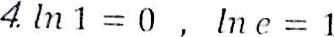 4. ln 1 = 0 , ln e = 1